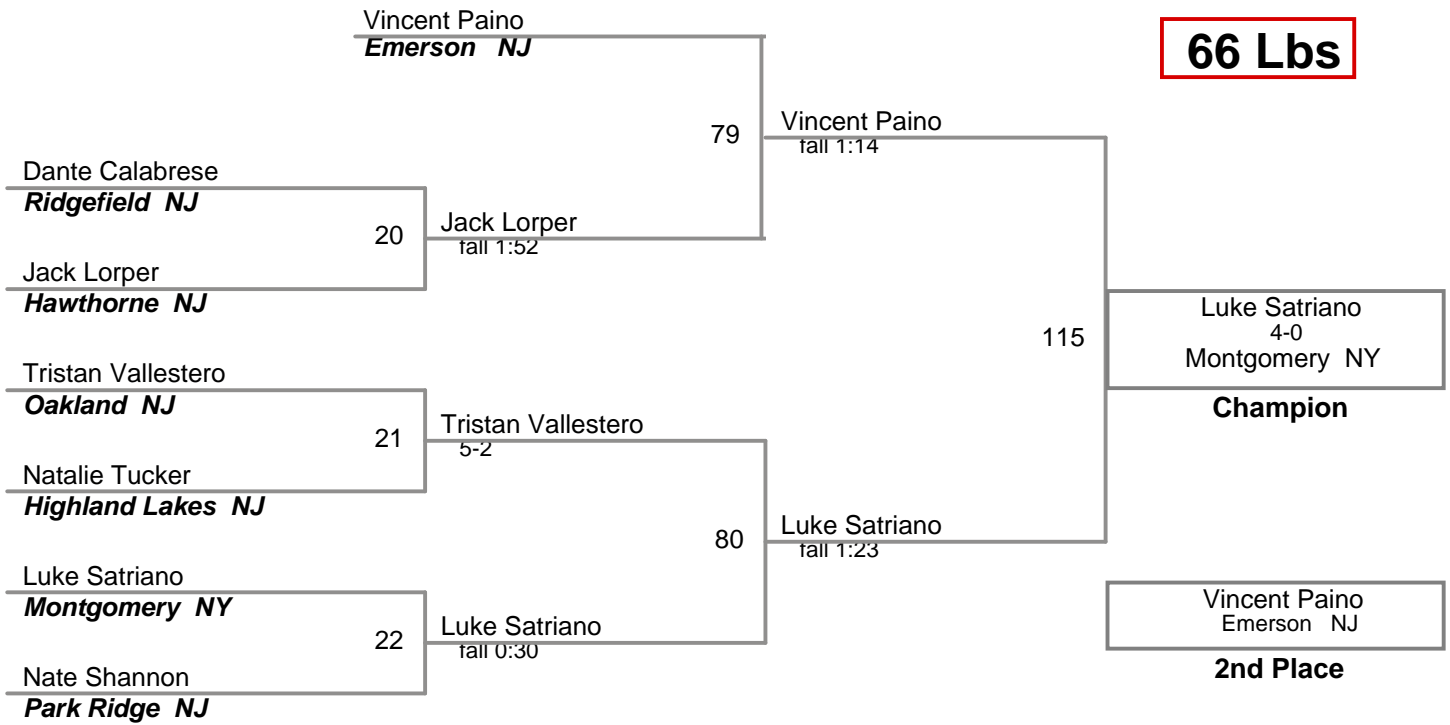 Vincent Paino
Emerson NJ
66 Lbs
79
Vincent Paino
fall 1:14
Dante Calabrese
Ridgefield NJ
20
Jack Lorper
fall 1:52
Jack Lorper
Hawthorne NJ
115
Luke Satriano
4-0
Montgomery NY
Champion
Tristan Vallestero
Oakland NJ
21
Tristan Vallestero
5-2
Natalie Tucker
Highland Lakes NJ
80
Luke Satriano
fall 1:23
Luke Satriano
Montgomery NY
22
Luke Satriano
fall 0:30
Nate Shannon
Park Ridge NJ
Vincent Paino
Emerson NJ
2nd Place